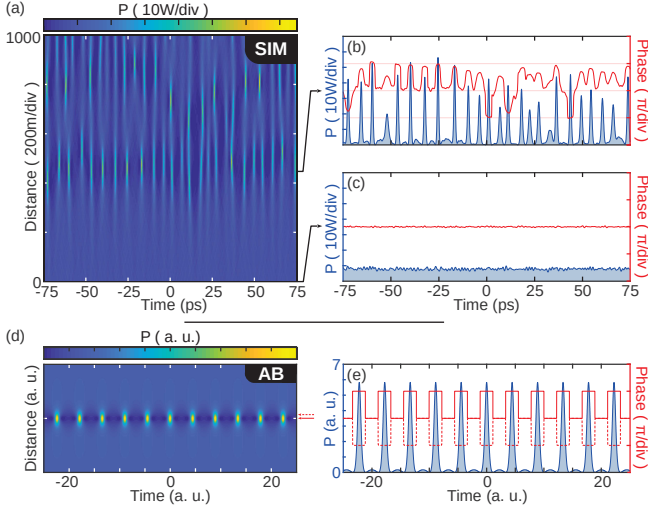 (a)
P ( 10W/div)
1000
SIM
Distance ( 200m/div)
0
-75 -50 -25 0 25 50 75
Time (ps)
(b)
P ( 10W/div)
Phase ( π/div)
(c)
P ( 10W/div)
Phase ( π/div)
-75 -50 -25 0 25 50 75
Time (ps)
(d)
P ( a. u.)
AB
Distance (a. u.)
-20 0 20
Time (a. u.)
(e)
7
P (a. u.)
0
Phase ( π/div)
-20 0 20
Time (a. u.)